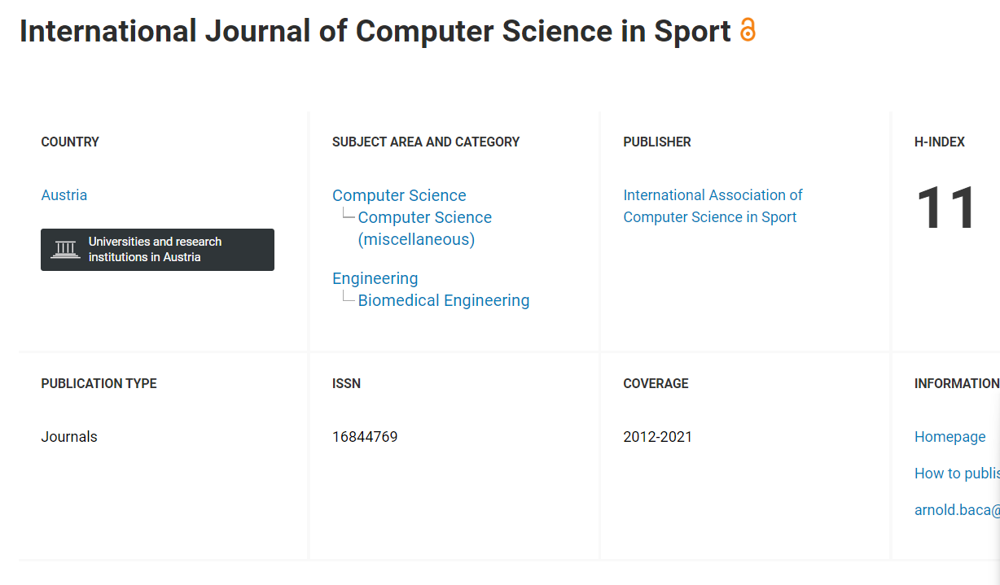 International Journal of Computer Science in Sport
COUNTRY
Austria
Universities and research
institutions in Austria
SUBJECT AREA AND CATEGORY
Computer Science
Computer Science
(miscellaneous)
Engineering
Biomedical Engineering
PUBLISHER
International Association of
Computer Science in Sport
H-INDEX
11
PUBLICATION TYPE
Journals
ISSN
16844769
COVERAGE
2012-2021
INFORMATION
Homepage
How to publis
arnold.baca@